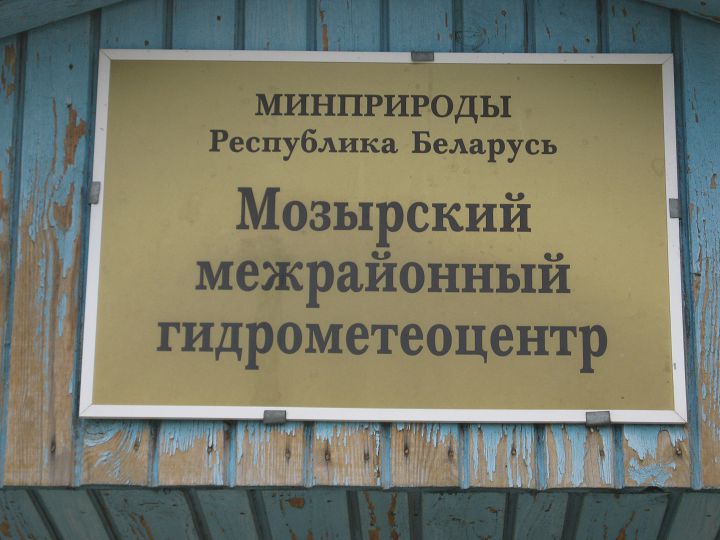 МИНПРИРОДЫ
Республика Беларусь
Мозырский
межрайонный
гидрометеоцентр